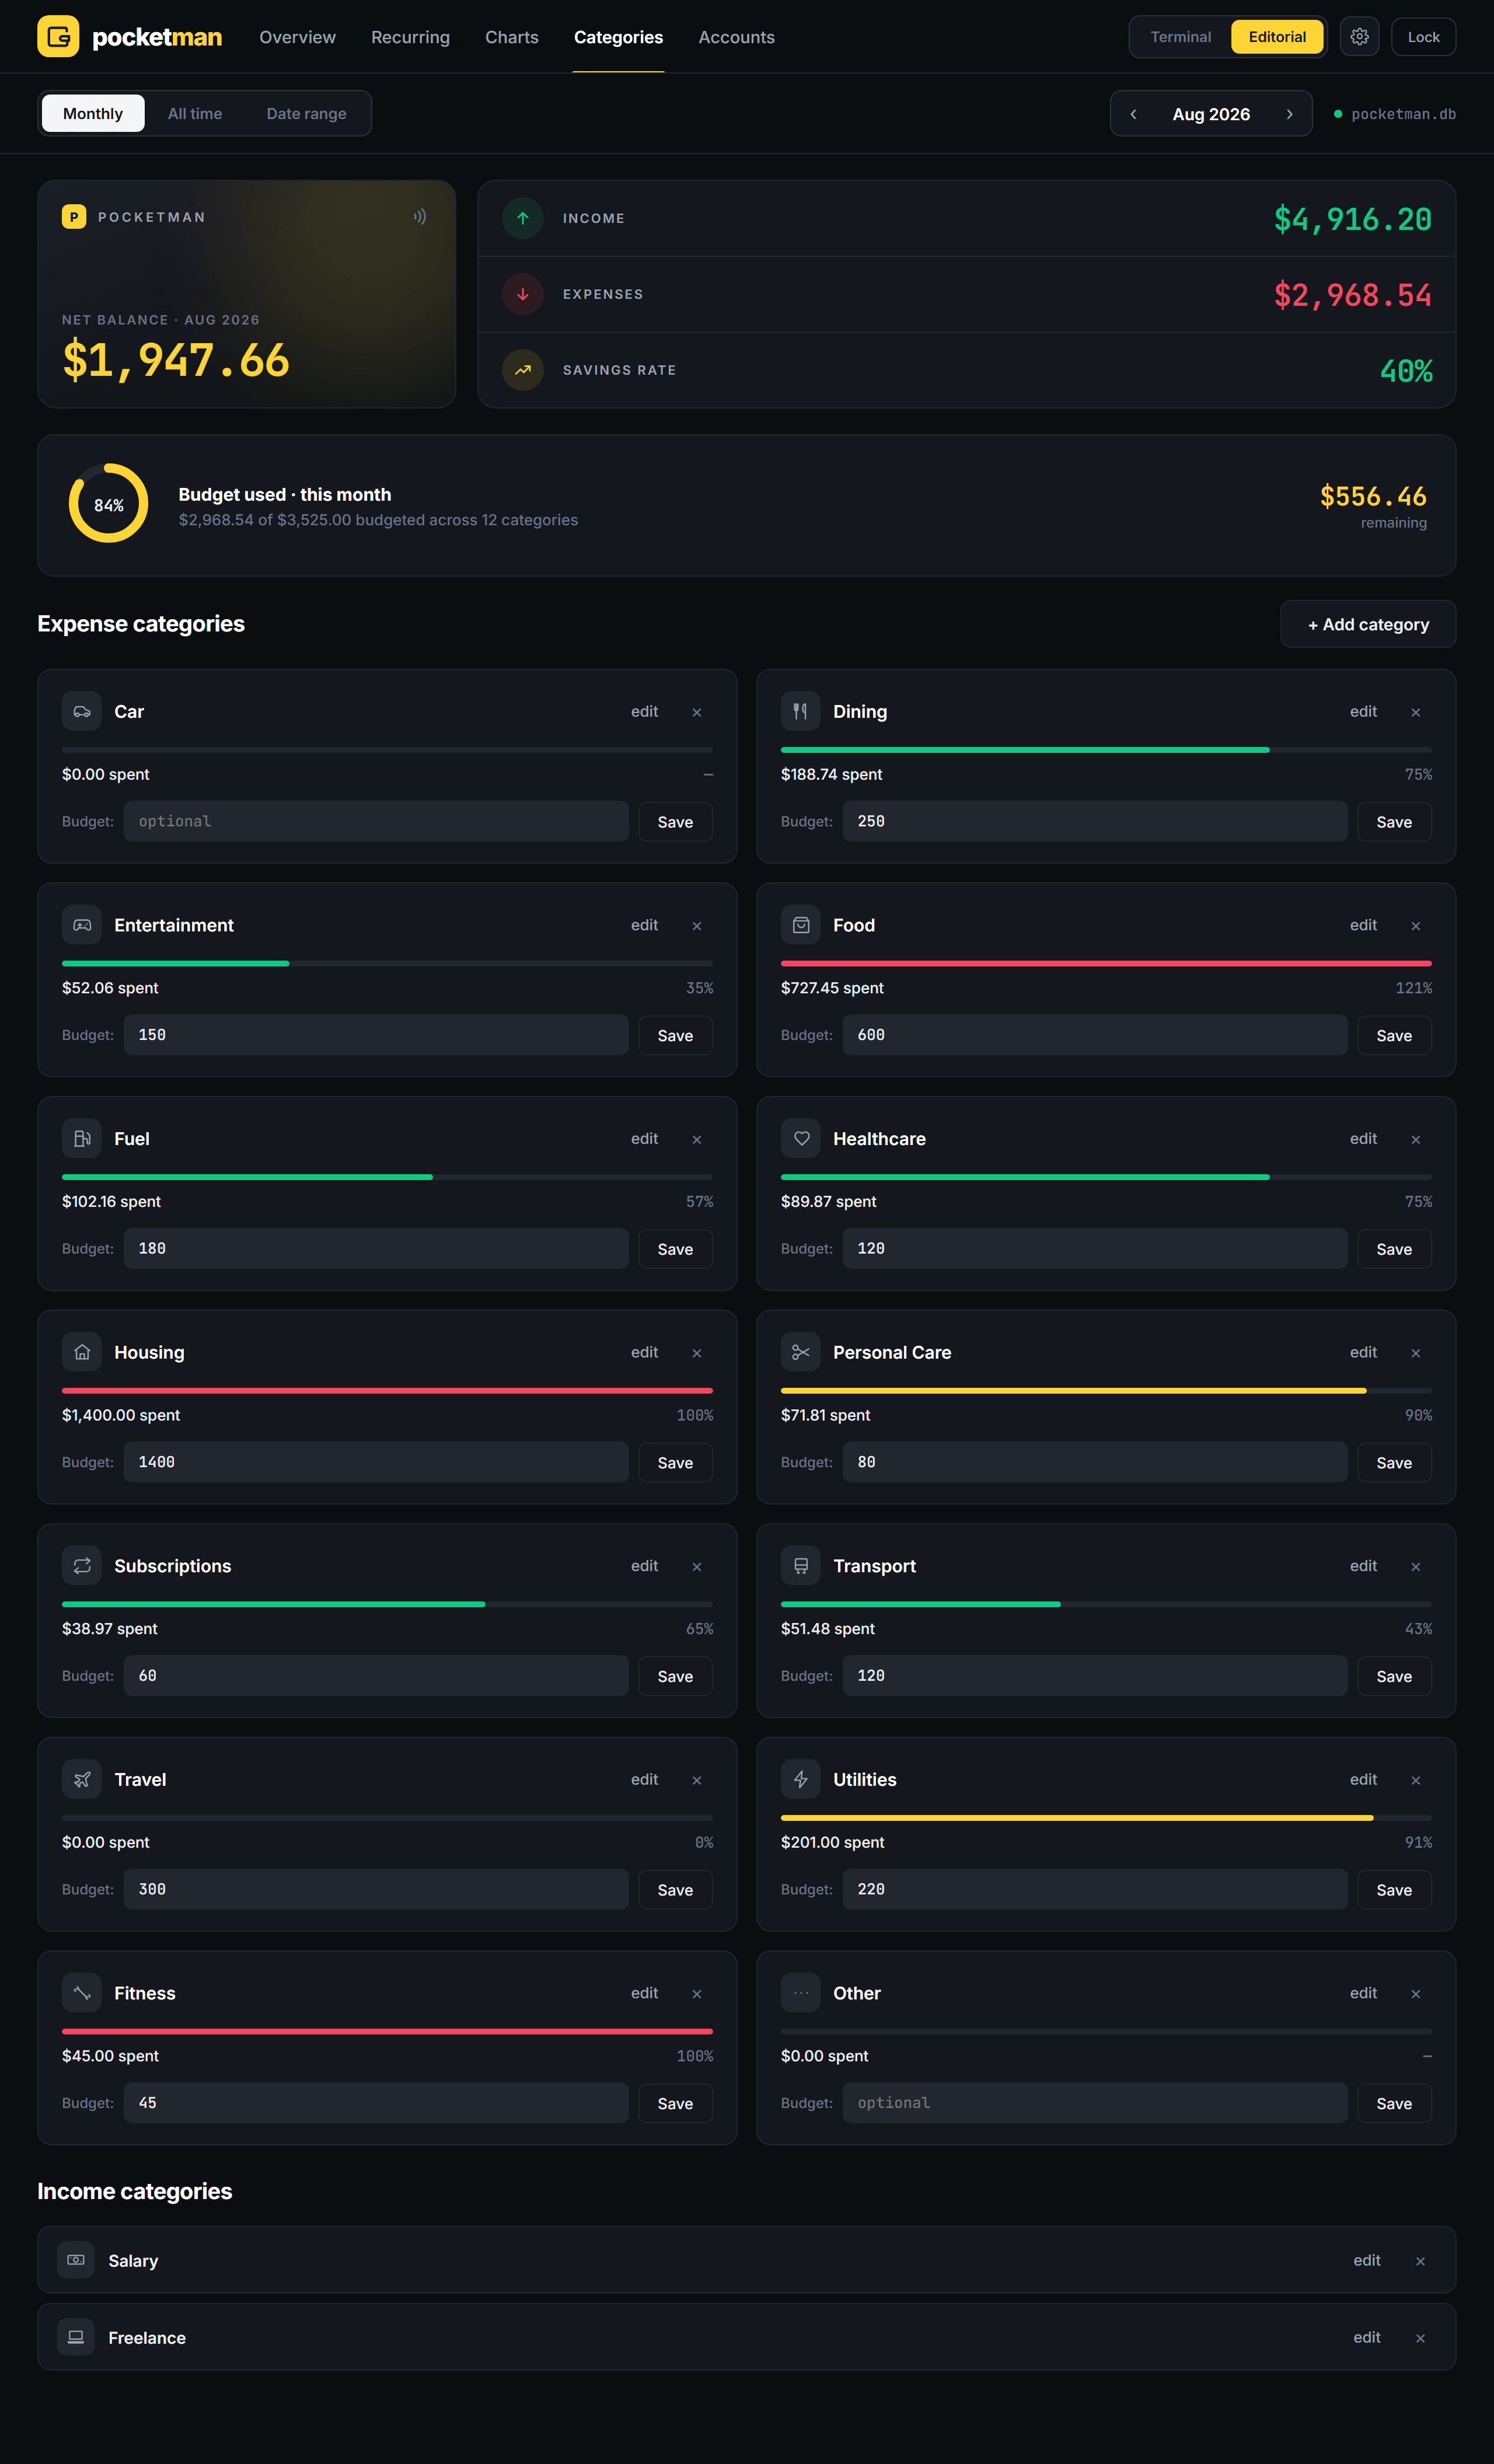 pocketman Overview Recurring Charts Categories Accounts Terminal Editorial Lock
Monthly All time Date range ‹ Aug 2026 › pocketman.db
P POCKETMAN
NET BALANCE · AUG 2026
$1,947.66
INCOME $4,916.20
EXPENSES $2,968.54
SAVINGS RATE 40%
84%
Budget used · this month
$2,968.54 of $3,525.00 budgeted across 12 categories
$556.46
remaining
Expense categories + Add category
Car edit ×
$0.00 spent —
Budget: optional Save
Dining edit ×
$188.74 spent 75%
Budget: 250 Save
Entertainment edit ×
$52.06 spent 35%
Budget: 150 Save
Food edit ×
$727.45 spent 121%
Budget: 600 Save
Fuel edit ×
$102.16 spent 57%
Budget: 180 Save
Healthcare edit ×
$89.87 spent 75%
Budget: 120 Save
Housing edit ×
$1,400.00 spent 100%
Budget: 1400 Save
Personal Care edit ×
$71.81 spent 90%
Budget: 80 Save
Subscriptions edit ×
$38.97 spent 65%
Budget: 60 Save
Transport edit ×
$51.48 spent 43%
Budget: 120 Save
Travel edit ×
$0.00 spent 0%
Budget: 300 Save
Utilities edit ×
$201.00 spent 91%
Budget: 220 Save
Fitness edit ×
$45.00 spent 100%
Budget: 45 Save
Other edit ×
$0.00 spent —
Budget: optional Save
Income categories
Salary edit ×
Freelance edit ×